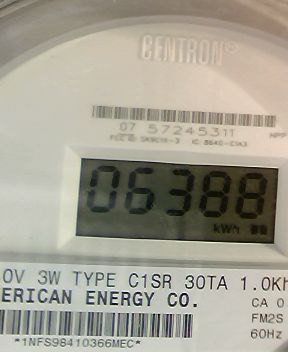 CENTRON®
07 57245311
06388
kWh
0V 3W TYPE C1SR 30TA 1.0Kh
ERICAN ENERGY CO.
CA 0
FM2S
60Hz
*1NFS98410366MEC*